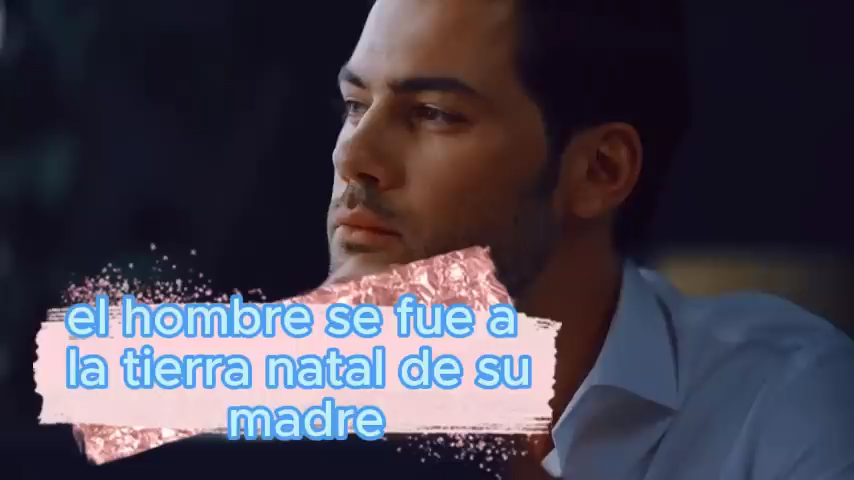 el hombre se fue a
la tierra natal de su
madre